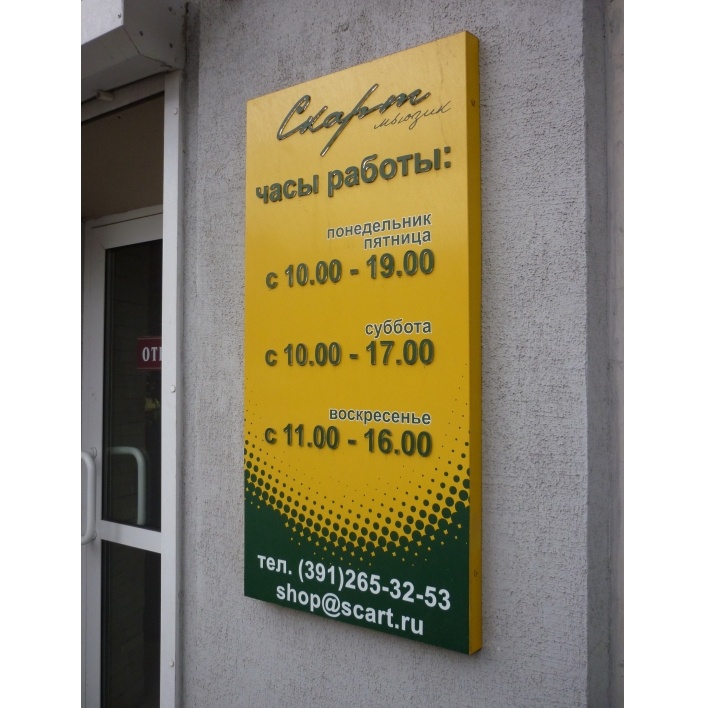 Скарт
мьюзик
часы работы:
понедельник
пятница
с 10.00 - 19.00
суббота
с 10.00 - 17.00
воскресенье
с 11.00 - 16.00
тел. (391)265-32-53
shop@scart.ru